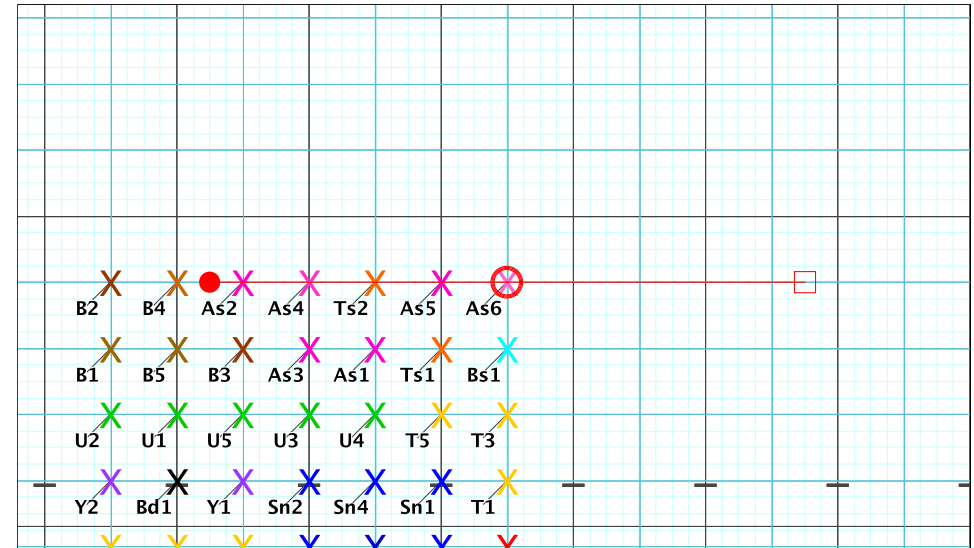 B2 B4 As2 As4 Ts2 As5 As6
B1 B5 B3 As3 As1 Ts1 Bs1
U2 U1 U5 U3 U4 T5 T3
Y2 Bd1 Y1 Sn2 Sn4 Sn1 T1